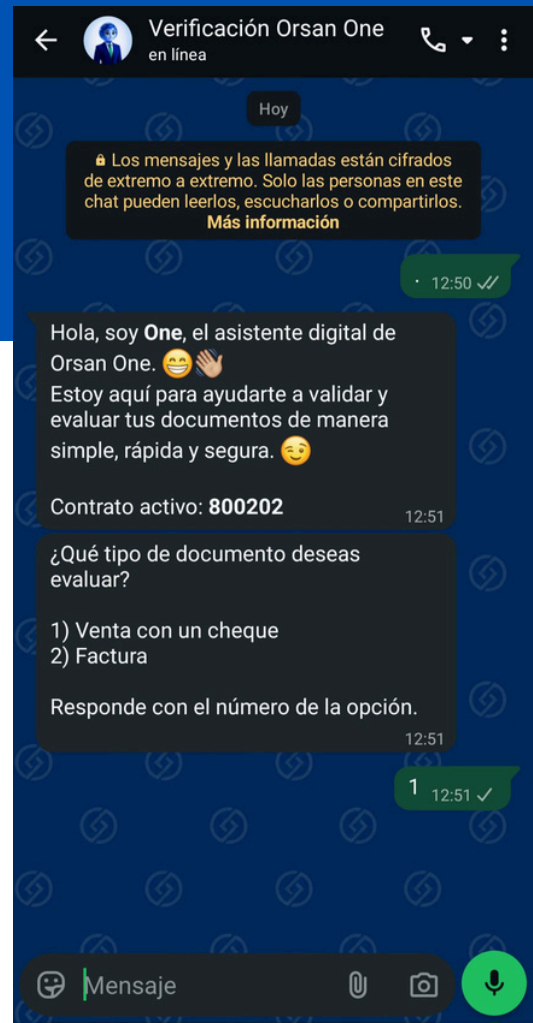 Verificación Orsan One
en línea
Hoy
Los mensajes y las llamadas están cifrados
de extremo a extremo. Solo las personas en este
chat pueden leerlos, escucharlos o compartirlos.
Más información
. 12:50
Hola, soy One, el asistente digital de
Orsan One. 😁👋🏼
Estoy aquí para ayudarte a validar y
evaluar tus documentos de manera
simple, rápida y segura. 😉
Contrato activo: 800202
12:51
¿Qué tipo de documento deseas
evaluar?
1) Venta con un cheque
2) Factura
Responde con el número de la opción.
12:51
1 12:51
Mensaje